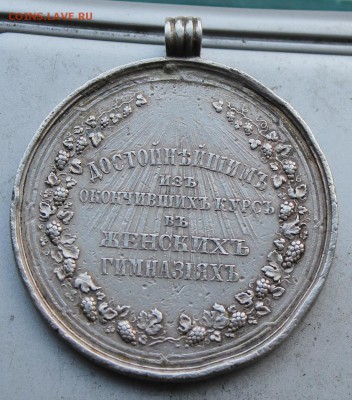 COINS.LAVE.RU
ДОСТОЙНѢЙШИМЪ
ИЗЪ
ОКОНЧИВШИХЪ КУРСЪ
ВЪ
ЖЕНСКИХЪ
ГИМНАЗІЯХЪ